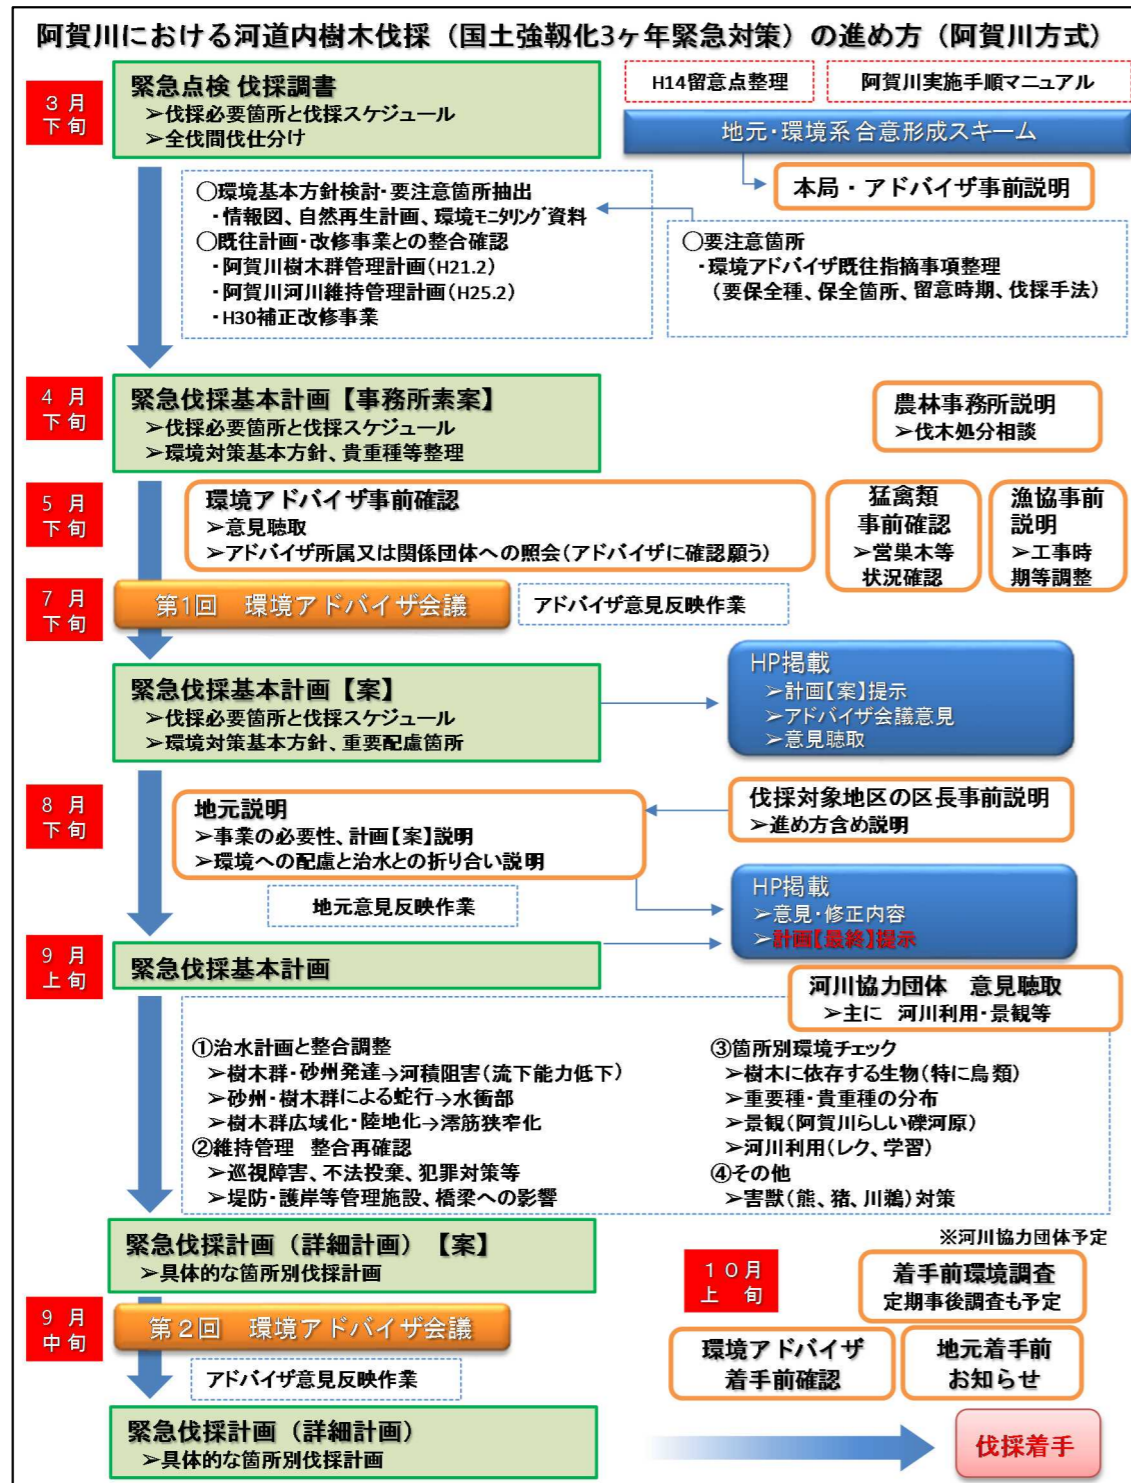 阿賀川における河道内樹木伐採（国土強靱化3ヶ年緊急対策）の進め方（阿賀川方式）
3月
下旬
緊急点検 伐採調書
➢伐採必要箇所と伐採スケジュール
➢全伐間伐仕分け
H14留意点整理
阿賀川実施手順マニュアル
地元・環境系合意形成スキーム
本局・アドバイザ事前説明
○環境基本方針検討・要注意箇所抽出
・情報図、自然再生計画、環境ﾓﾆﾀﾘﾝｸﾞ資料
○既往計画・改修事業との整合確認
・阿賀川樹木群管理計画(H21.2)
・阿賀川河川維持管理計画(H25.2)
・H30補正改修事業
○要注意箇所
・環境アドバイザ既往指摘事項整理
（要保全種、保全箇所、留意時期、伐採手法）
4月
下旬
緊急伐採基本計画【事務所素案】
➢伐採必要箇所と伐採スケジュール
➢環境対策基本方針、貴重種等整理
農林事務所説明
➢伐木処分相談
5月
下旬
環境アドバイザ事前確認
➢意見聴取
➢アドバイザ所属又は関係団体への照会（アドバイザに確認願う）
猛禽類
事前確認
➢営巣木等
状況確認
漁協事前
説明
➢工事時
期等調整
7月
下旬
第1回　環境アドバイザ会議
アドバイザ意見反映作業
緊急伐採基本計画【案】
➢伐採必要箇所と伐採スケジュール
➢環境対策基本方針、重要配慮箇所
HP掲載
➢計画【案】提示
➢アドバイザ会議意見
➢意見聴取
8月
下旬
地元説明
➢事業の必要性、計画【案】説明
➢環境への配慮と治水との折り合い説明
伐採対象地区の区長事前説明
➢進め方含め説明
地元意見反映作業
HP掲載
➢意見・修正内容
➢計画【最終】提示
9月
上旬
緊急伐採基本計画
河川協力団体　意見聴取
➢主に　河川利用・景観等
①治水計画と整合調整
➢樹木群・砂州発達→河積阻害（流下能力低下）
➢砂州・樹木群による蛇行→水衝部
➢樹木群広域化・陸地化→澪筋狭窄化
②維持管理　整合再確認
➢巡視障害、不法投棄、犯罪対策等
➢堤防・護岸等管理施設、橋梁への影響
③箇所別環境チェック
➢樹木に依存する生物（特に鳥類）
➢重要種・貴重種の分布
➢景観（阿賀川らしい礫河原）
➢河川利用（レク、学習）
④その他
➢害獣（熊、猪、川鵜）対策
緊急伐採計画（詳細計画）【案】
➢具体的な箇所別伐採計画
※河川協力団体予定
10月
上旬
着手前環境調査
定期事後調査も予定
9月
中旬
第２回　環境アドバイザ会議
アドバイザ意見反映作業
環境アドバイザ
着手前確認
地元着手前
お知らせ
緊急伐採計画（詳細計画）
➢具体的な箇所別伐採計画
伐採着手